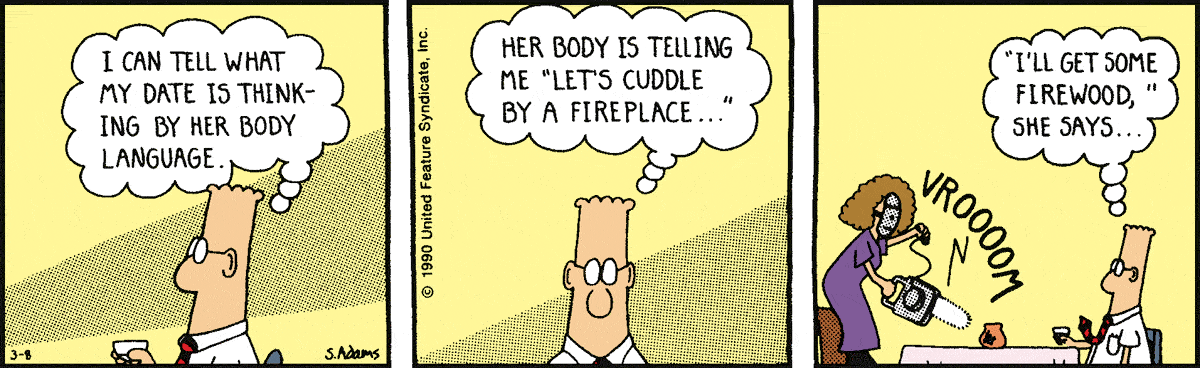 I CAN TELL WHAT
MY DATE IS THINK-
ING BY HER BODY
LANGUAGE.
3-8
S.Adams
© 1990 United Feature Syndicate, Inc.
HER BODY IS TELLING
ME "LET'S CUDDLE
BY A FIREPLACE..."
"I'LL GET SOME
FIREWOOD,"
SHE SAYS...
VROOOOM